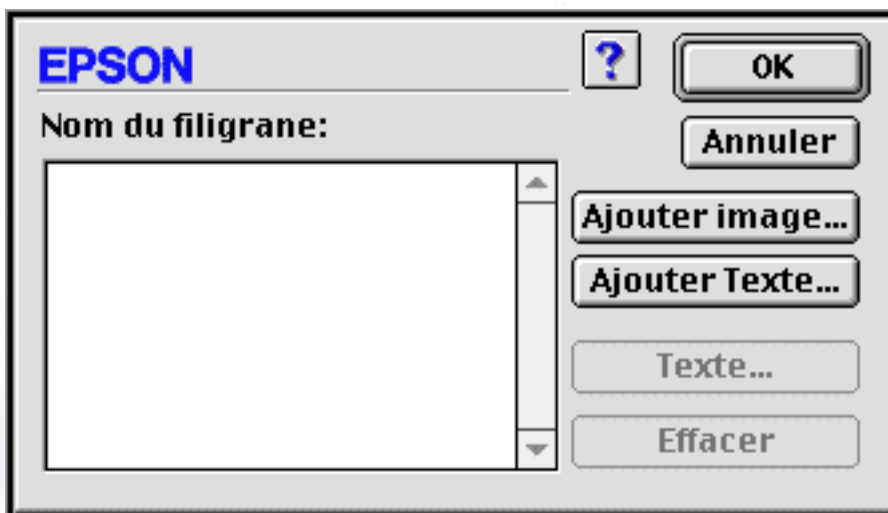 EPSON
?
OK
Nom du filigrane:
Annuler
Ajouter image...
Ajouter Texte...
Texte...
Effacer